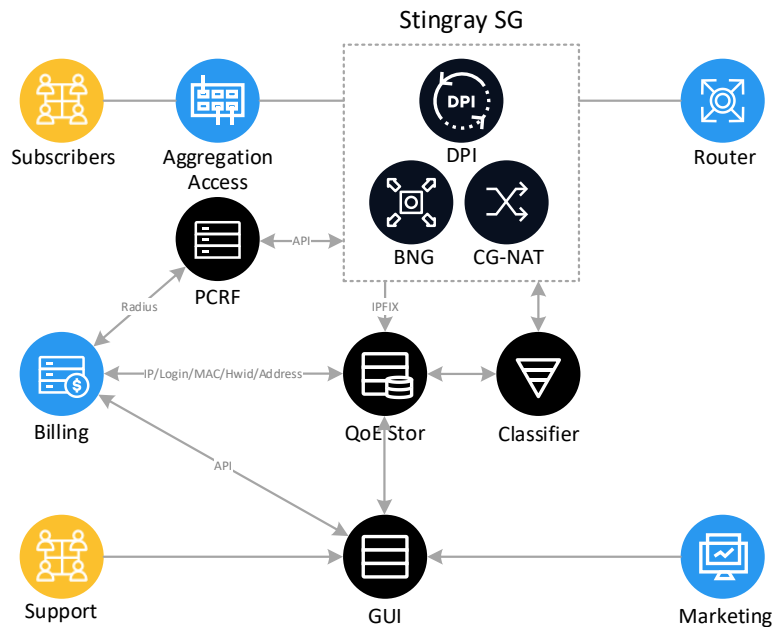 Stingray SG
DPI
Subscribers
Aggregation
Access
DPI
Router
BNG
CG-NAT
API
PCRF
Radius
IPFIX
IP/Login/MAC/Hwid/Address
$
Billing
QoE Stor
Classifier
API
Support
GUI
Marketing